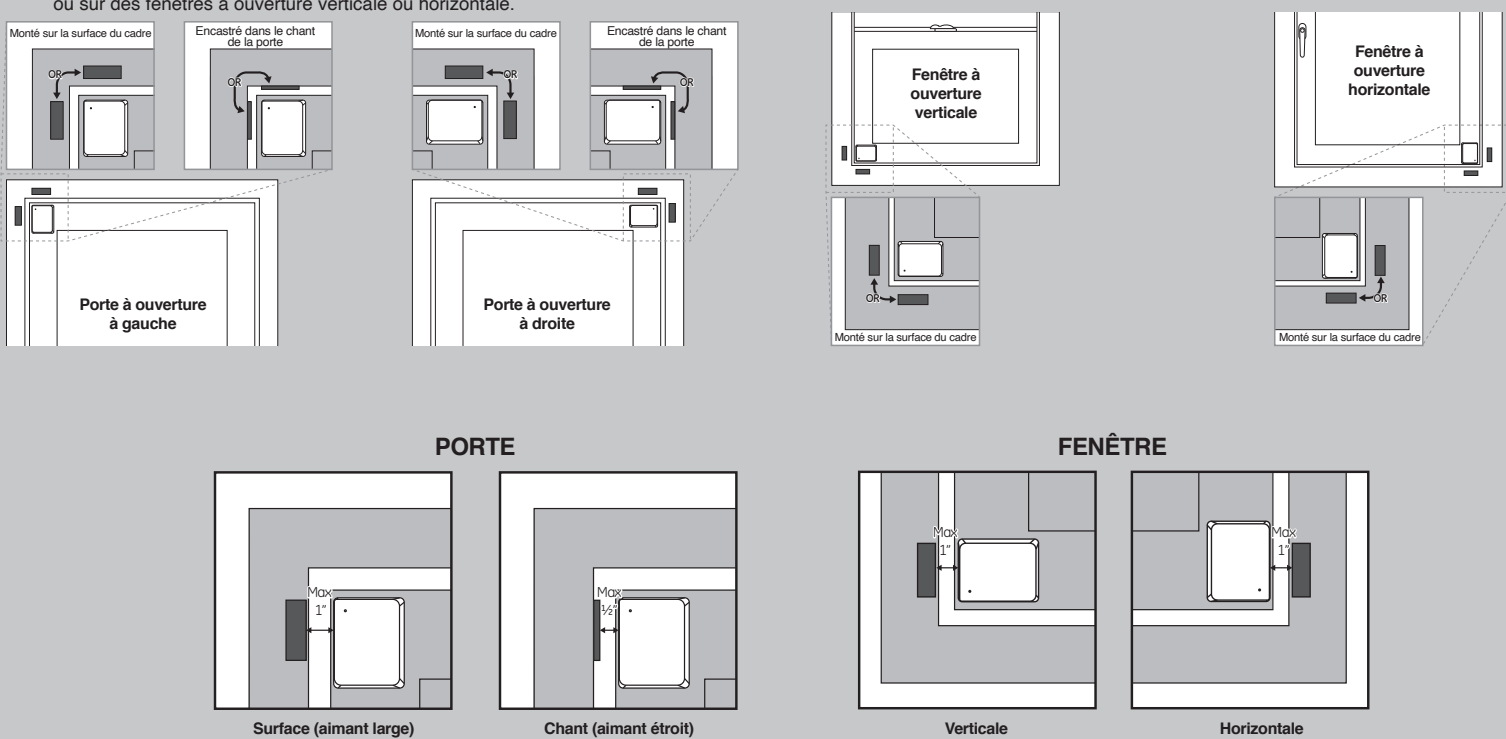 ou sur des fenêtres à ouverture verticale ou horizontale.
Monté sur la surface du cadre
OR
Encastré dans le chant
de la porte
OR
Porte à ouverture
à gauche
Monté sur la surface du cadre
OR
Encastré dans le chant
de la porte
OR
Porte à ouverture
à droite
Fenêtre à
ouverture
verticale
OR
Monté sur la surface du cadre
Fenêtre à
ouverture
horizontale
OR
Monté sur la surface du cadre
PORTE
Max
1"
Surface (aimant large)
Max
½"
Chant (aimant étroit)
FENÊTRE
Max
1"
Verticale
Max
1"
Horizontale